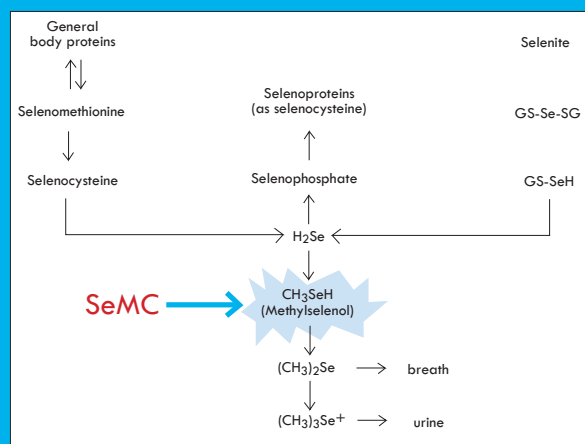 General
body proteins
Selenite
Selenomethionine
Selenoproteins
(as selenocysteine)
GS-Se-SG
Selenocysteine
Selenophosphate
GS-SeH
H2Se
SeMC
CH3SeH
(Methylselenol)
(CH3)2Se
breath
(CH3)3Se+
urine